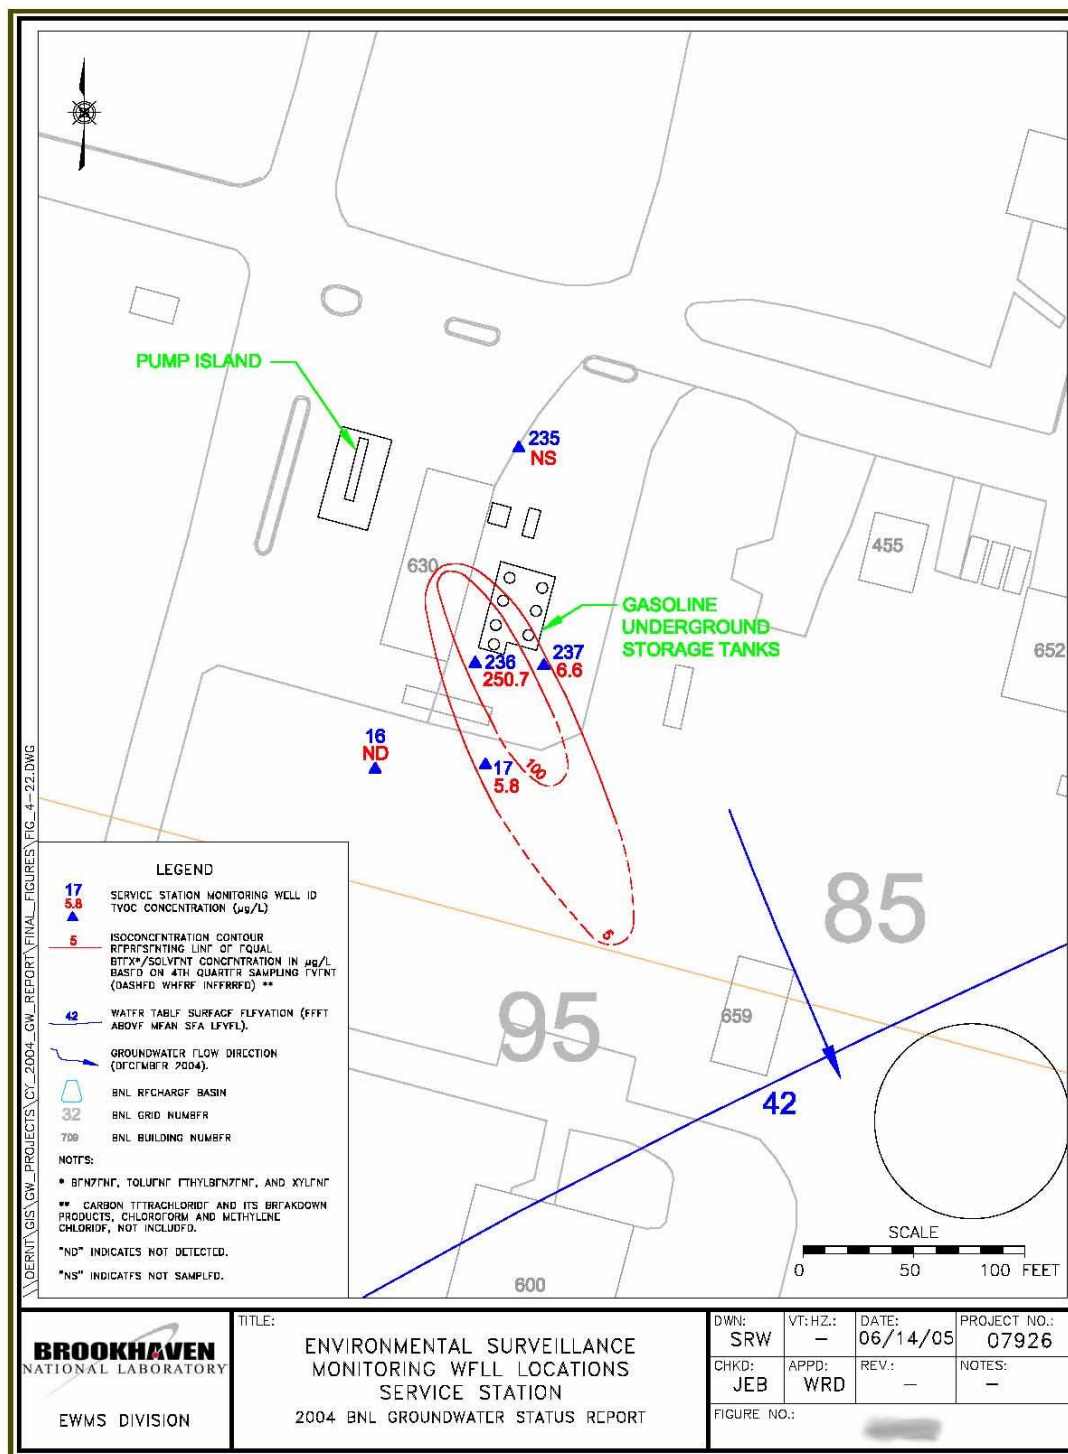 PUMP ISLAND
235
NS
630
455
GASOLINE
UNDERGROUND
STORAGE TANKS
652
236
250.7
237
6.6
16
ND
17
5.8
100
5
85
95
659
42
600
SCALE
0 50 100 FEET
\DERNT\GIS\GW_PROJECTS\CY_2004_GW_REPORT\FINAL_FIGURES\FIG_4-22.DWG
LEGEND
17
5.8
SERVICE STATION MONITORING WELL ID
TVOC CONCENTRATION (µg/L)
5
ISOCONCENTRATION CONTOUR
REPRESENTING LINE OF EQUAL
BTEX*/SOLVENT CONCENTRATION IN µg/L
BASED ON 4TH QUARTER SAMPLING EVENT
(DASHED WHERE INFERRED) **
42
WATER TABLE SURFACE ELEVATION (FEET
ABOVE MEAN SEA LEVEL).
GROUNDWATER FLOW DIRECTION
(DECEMBER 2004).
BNL RECHARGE BASIN
32
BNL GRID NUMBER
709
BNL BUILDING NUMBER
NOTES:
* BENZENE, TOLUENE ETHYLBENZENE, AND XYLENE
** CARBON TETRACHLORIDE AND ITS BREAKDOWN
PRODUCTS, CHLOROFORM AND METHYLENE
CHLORIDE, NOT INCLUDED.
"ND" INDICATES NOT DETECTED.
"NS" INDICATES NOT SAMPLED.
BROOKHAVEN
NATIONAL LABORATORY
EWMS DIVISION
TITLE:
ENVIRONMENTAL SURVEILLANCE
MONITORING WELL LOCATIONS
SERVICE STATION
2004 BNL GROUNDWATER STATUS REPORT
DWN:
SRW
VT:HZ.:
–
DATE:
06/14/05
PROJECT NO.:
07926
CHKD:
JEB
APPD:
WRD
REV.:
–
NOTES:
–
FIGURE NO.: